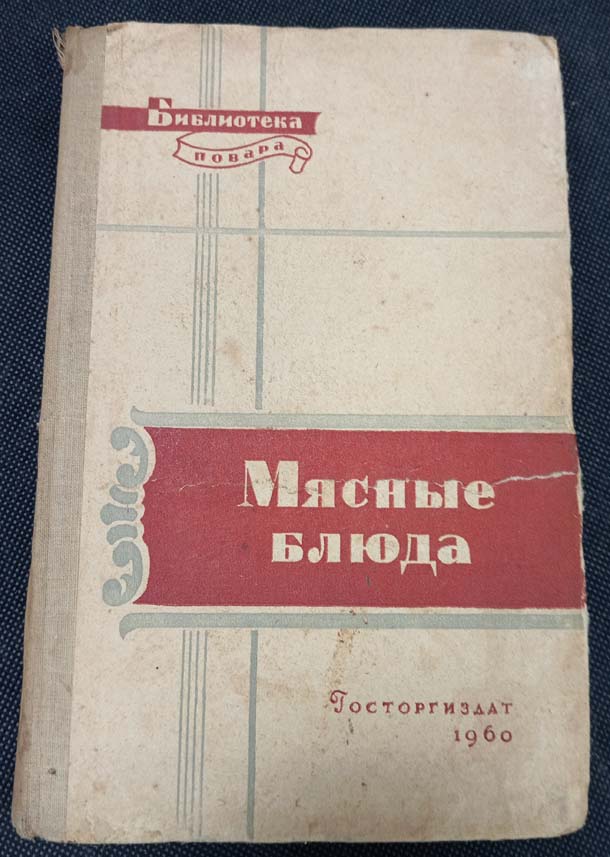 Библиотека
повара
Мясные
блюда
Госторгиздат
1960